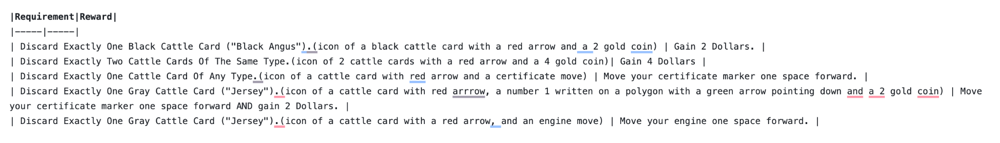 |Requirement|Reward|
|-----|-----|
| Discard Exactly One Black Cattle Card ("Black Angus").(icon of a black cattle card with a red arrow and a 2 gold coin) | Gain 2 Dollars. |
| Discard Exactly Two Cattle Cards Of The Same Type.(icon of 2 cattle cards with a red arrow and a 4 gold coin)| Gain 4 Dollars |
| Discard Exactly One Cattle Card Of Any Type.(icon of a cattle card with red arrow and a certificate move) | Move your certificate marker one space forward. |
| Discard Exactly One Gray Cattle Card ("Jersey").(icon of a cattle card with red arrrow, a number 1 written on a polygon with a green arrow pointing down and a 2 gold coin) | Move
your certificate marker one space forward AND gain 2 Dollars. |
| Discard Exactly One Gray Cattle Card ("Jersey").(icon of a cattle card with a red arrow, and an engine move) | Move your engine one space forward. |